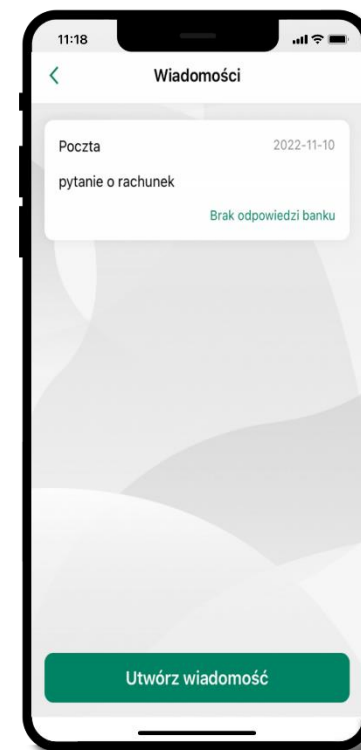 11:18
Wiadomości
Poczta 2022-11-10
pytanie o rachunek
Brak odpowiedzi banku
Utwórz wiadomość